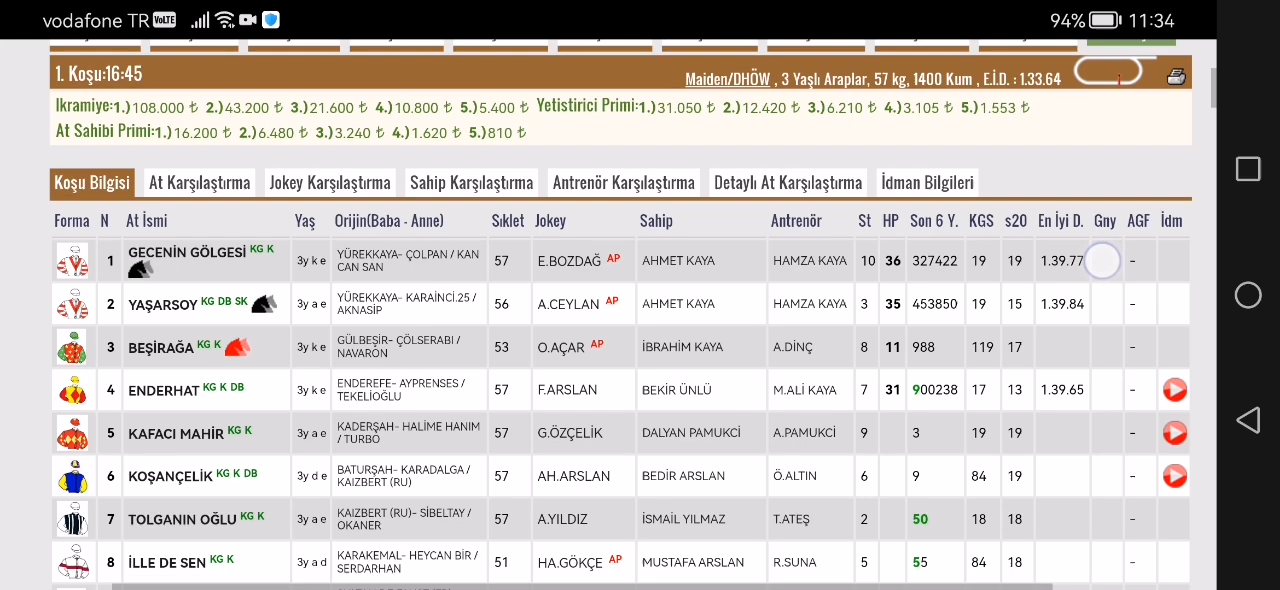 vodafone TR VoLTE 94% 11:34
1. Koşu:16:45 Maiden/DHÖW , 3 Yaşlı Araplar, 57 kg, 1400 Kum , E.İ.D. : 1.33.64
Ikramiye:1.)108.000 ₺ 2.)43.200 ₺ 3.)21.600 ₺ 4.)10.800 ₺ 5.)5.400 ₺ Yetistirici Primi:1.)31.050 ₺ 2.)12.420 ₺ 3.)6.210 ₺ 4.)3.105 ₺ 5.)1.553 ₺
At Sahibi Primi:1.)16.200 ₺ 2.)6.480 ₺ 3.)3.240 ₺ 4.)1.620 ₺ 5.)810 ₺
Koşu Bilgisi At Karşılaştırma Jokey Karşılaştırma Sahip Karşılaştırma Antrenör Karşılaştırma Detaylı At Karşılaştırma İdman Bilgileri
Forma N At İsmi Yaş Orijin(Baba - Anne) Sıklet Jokey Sahip Antrenör St HP Son 6 Y. KGS s20 En İyi D. Gny AGF İdm
1 GECENİN GÖLGESİ KG K 3y k e YÜREKKAYA- ÇOLPAN / KAN CAN SAN 57 E.BOZDAĞ AP AHMET KAYA HAMZA KAYA 10 36 327422 19 19 1.39.77 -
2 YAŞARSOY KG DB SK 3y a e YÜREKKAYA- KARAİNCİ.25 / AKNASİP 56 A.CEYLAN AP AHMET KAYA HAMZA KAYA 3 35 453850 19 15 1.39.84 -
3 BEŞİRAĞA KG K 3y k e GÜLBEŞİR- ÇÖLSERABI / NAVARON 53 O.AÇAR AP İBRAHİM KAYA A.DİNÇ 8 11 988 119 17 -
4 ENDERHAT KG K DB 3y k e ENDEREFE- AYPRENSES / TEKELİOĞLU 57 F.ARSLAN BEKİR ÜNLÜ M.ALİ KAYA 7 31 900238 17 13 1.39.65 -
5 KAFACI MAHİR KG K 3y a e KADERŞAH- HALİME HANIM / TURBO 57 G.ÖZÇELİK DALYAN PAMUKCİ A.PAMUKCİ 9 3 19 19 -
6 KOŞANÇELİK KG K DB 3y d e BATURŞAH- KARADALGA / KAIZBERT (RU) 57 AH.ARSLAN BEDİR ARSLAN Ö.ALTIN 6 9 84 19 -
7 TOLGANIN OĞLU KG K 3y a e KAIZBERT (RU)- SİBELTAY / OKANER 57 A.YILDIZ İSMAİL YILMAZ T.ATEŞ 2 50 18 18 -
8 İLLE DE SEN KG K 3y a d KARAKEMAL- HEYCAN BİR / SERDARHAN 51 HA.GÖKÇE AP MUSTAFA ARSLAN R.SUNA 5 55 84 18 -